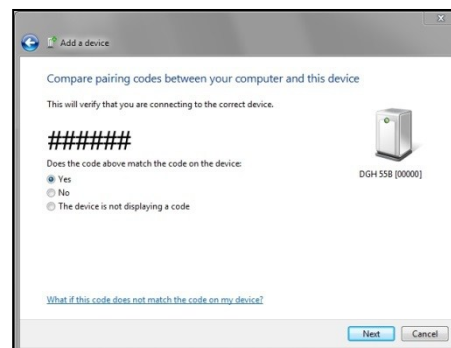 x
Add a device
Compare pairing codes between your computer and this device
This will verify that you are connecting to the correct device.
######
Does the code above match the code on the device:
Yes
No
The device is not displaying a code
DGH 55B [00000]
What if this code does not match the code on my device?
Next Cancel